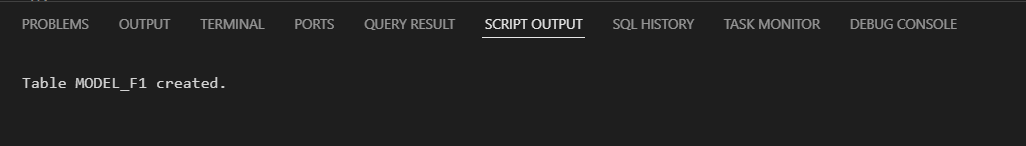 PROBLEMS OUTPUT TERMINAL PORTS QUERY RESULT SCRIPT OUTPUT SQL HISTORY TASK MONITOR DEBUG CONSOLE
Table MODEL_F1 created.